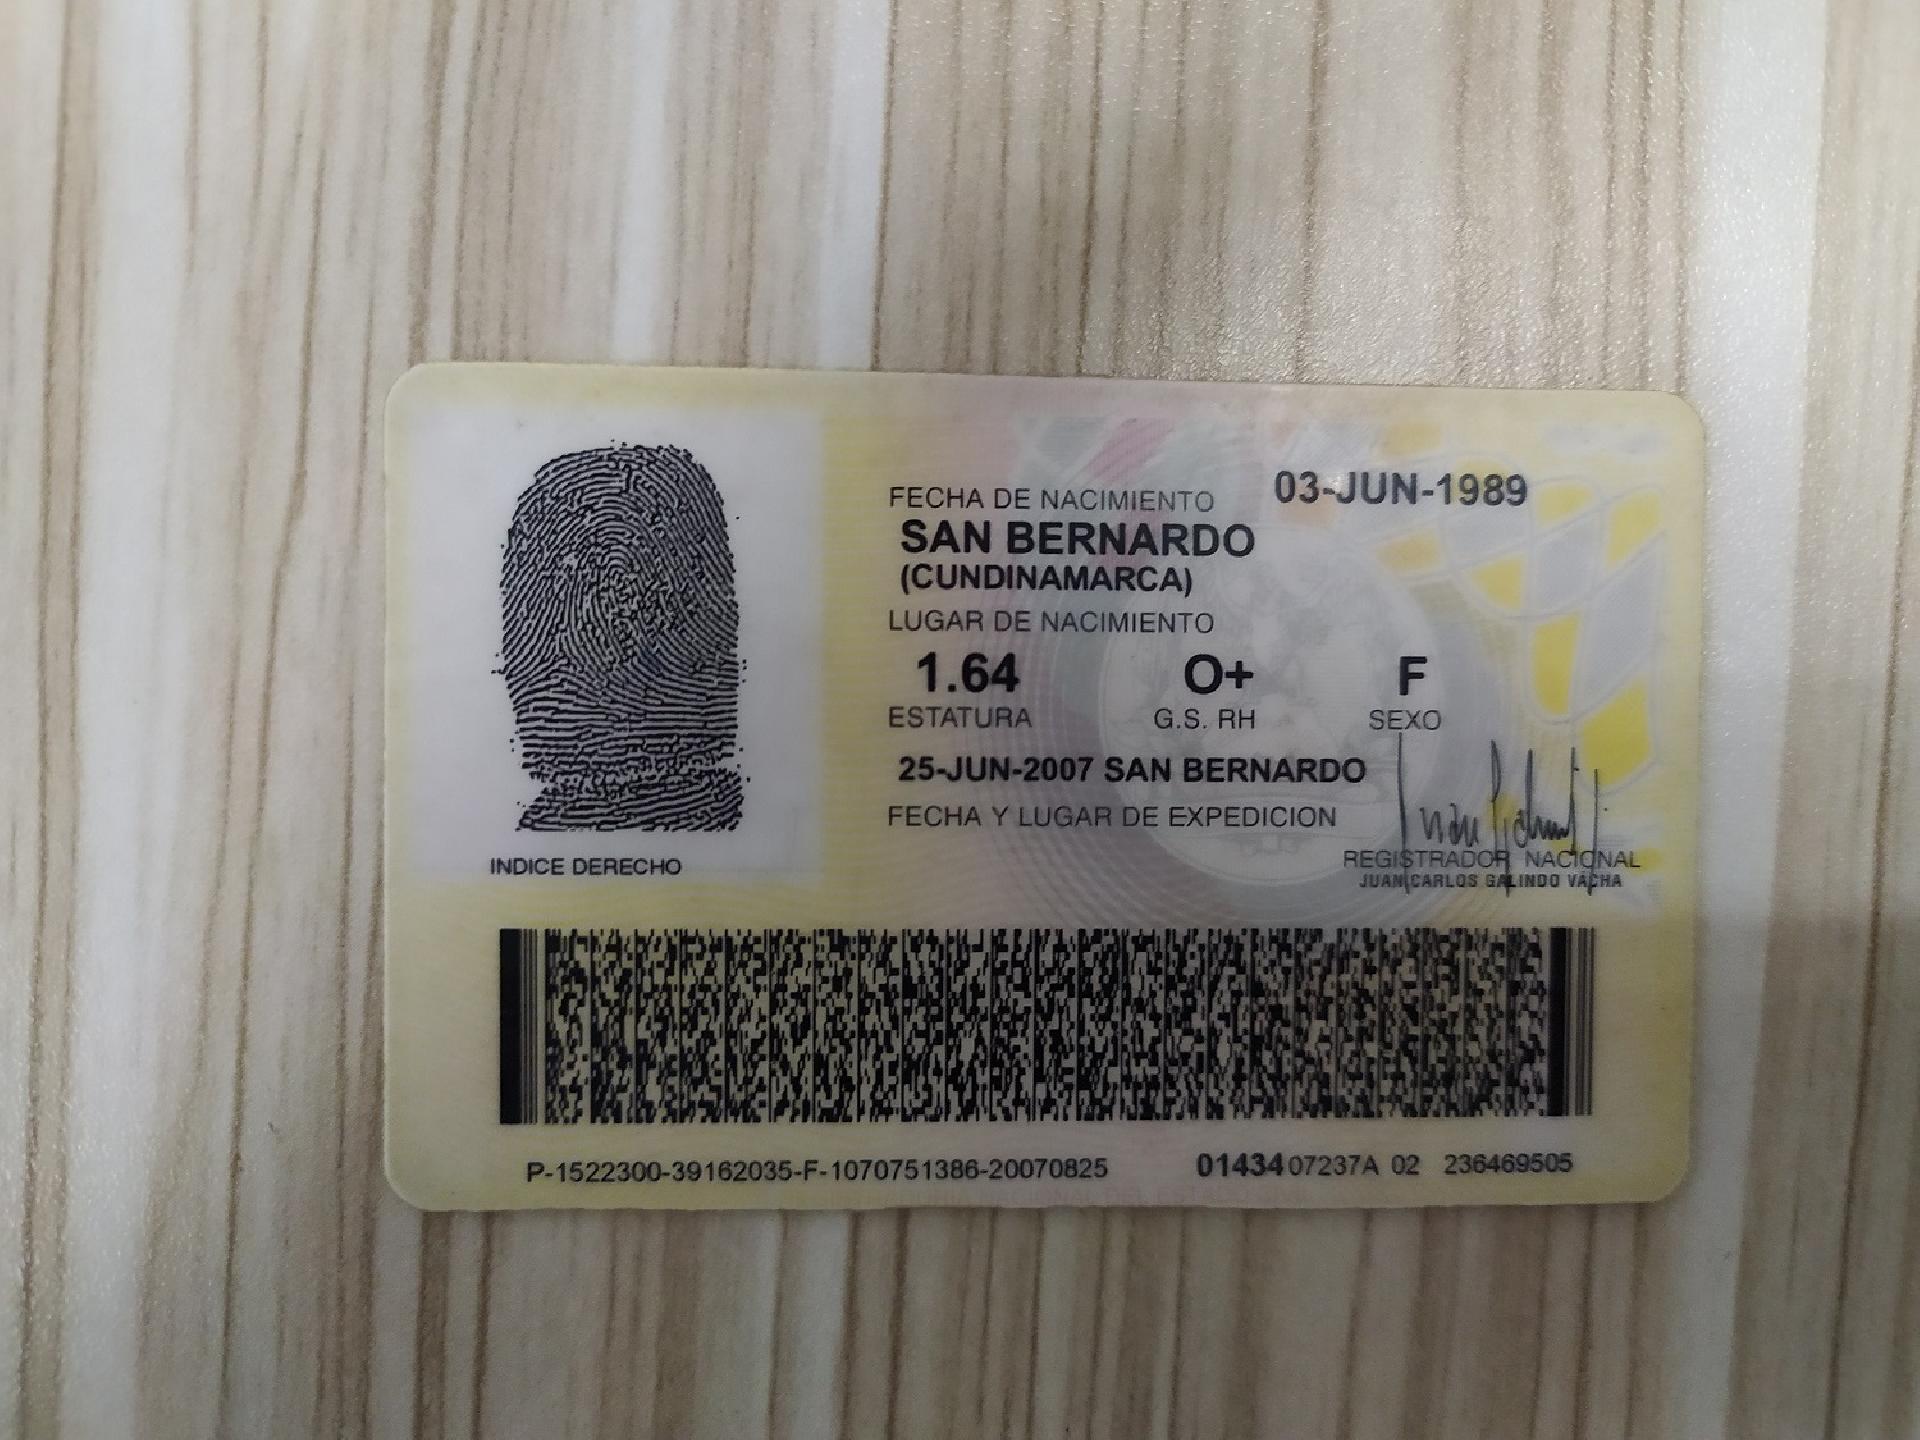 FECHA DE NACIMIENTO 03-JUN-1989
SAN BERNARDO
(CUNDINAMARCA)
LUGAR DE NACIMIENTO
1.64 O+ F
ESTATURA G.S. RH SEXO
25-JUN-2007 SAN BERNARDO
FECHA Y LUGAR DE EXPEDICION
INDICE DERECHO
REGISTRADOR NACIONAL
JUAN CARLOS GALINDO VACHA
P-1522300-39162035-F-1070751386-20070825 0143407237A 02 236469505